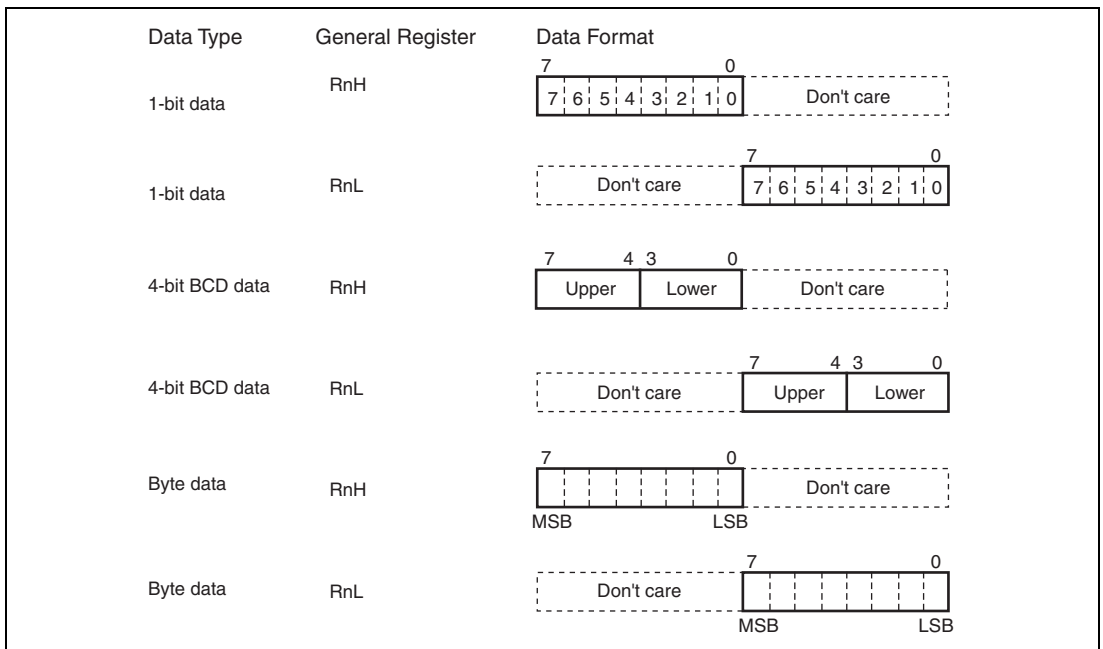 Data Type General Register Data Format
7 0
RnH
1-bit data
7 6 5 4 3 2 1 0 Don't care
7 0
1-bit data RnL Don't care 7 6 5 4 3 2 1 0
7 4 3 0
4-bit BCD data RnH Upper Lower Don't care
7 4 3 0
4-bit BCD data RnL Don't care Upper Lower
7 0
Byte data RnH Don't care
MSB LSB
7 0
Byte data RnL Don't care
MSB LSB